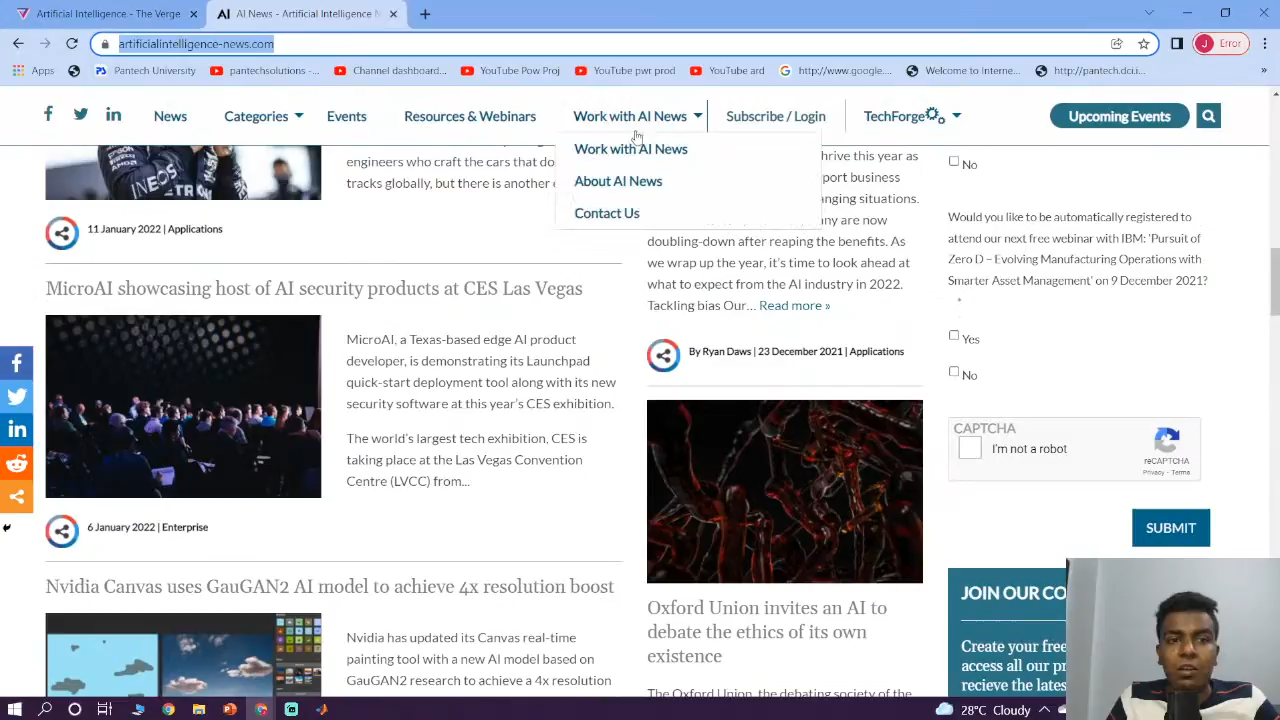 Artificial Intell
AI News - Artificial Intelligence N
artificialintelligence-news.com
Error
Apps
Pantech University
pantechsolutions -...
Channel dashboard...
YouTube Pow Proj
YouTube pwr prod
http://www.google...
Welcome to Interne...
News
Categories
Events
Resources & Webinars
Work with AI News
Subscribe / Login
TechForge
Upcoming Events
Work with AI News
About AI News
Contact Us
engineers who craft the cars that do
tracks globally, but there is another
11 January 2022 | Applications
MicroAI showcasing host of AI security products at CES Las Vegas
MicroAI, a Texas-based edge AI product
developer, is demonstrating its Launchpad
quick-start deployment tool along with its new
security software at this year's CES exhibition.
The world's largest tech exhibition, CES is
taking place at the Las Vegas Convention
Centre (LVCC) from...
6 January 2022 | Enterprise
Nvidia Canvas uses GauGAN2 AI model to achieve 4x resolution boost
Nvidia has updated its Canvas real-time
painting tool with a new AI model based on
GauGAN2 research to achieve a 4x resolution
hrive this year as
port business
anging situations.
any are now
doubling-down after reaping the benefits. As
we wrap up the year, it's time to look ahead at
what to expect from the AI industry in 2022.
Tackling bias Our… Read more »
By Ryan Daws | 23 December 2021 | Applications
Oxford Union invites an AI to
debate the ethics of its own
existence
The Oxford Union, the debating society of the
No
Would you like to be automatically registered to
attend our next free webinar with IBM: 'Pursuit of
Zero D – Evolving Manufacturing Operations with
Smarter Asset Management' on 9 December 2021?
*
Yes
No
CAPTCHA
I'm not a robot
reCAPTCHA
Privacy - Terms
SUBMIT
JOIN OUR CO
Create your free
access all our pr
recieve the lates
28°C Cloudy